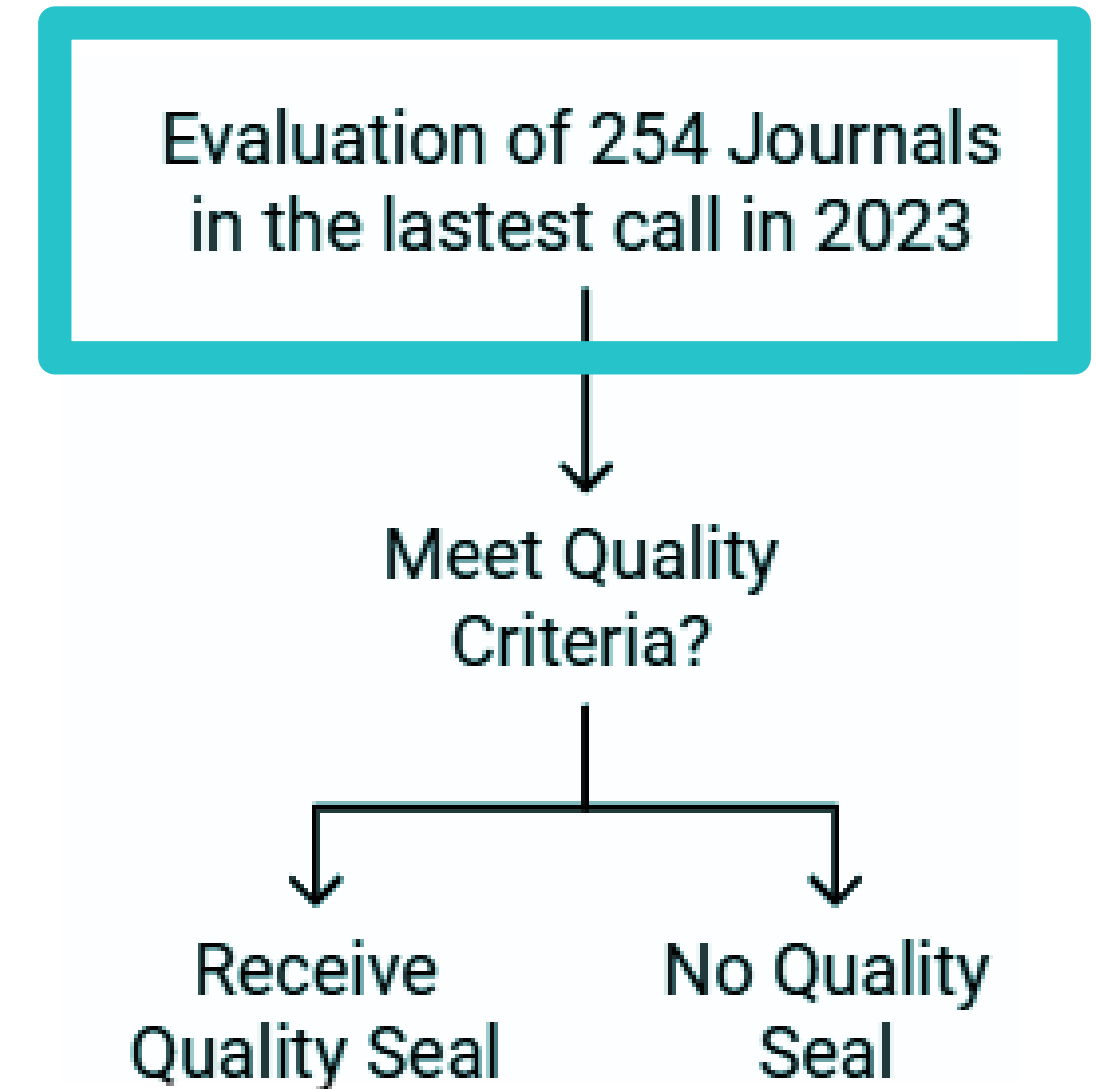 Evaluation of 254 Journals
in the lastest call in 2023
Meet Quality
Criteria?
Receive
Quality Seal
No Quality
Seal